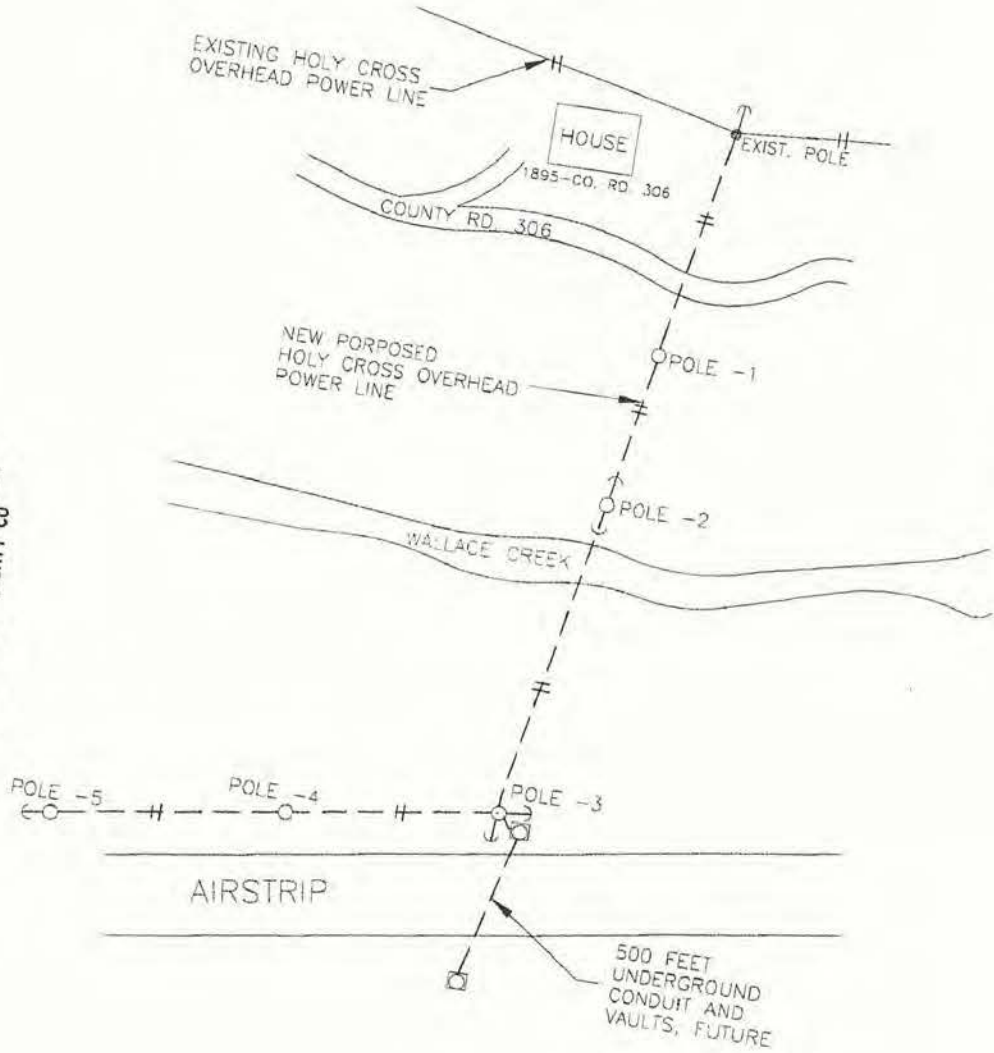 EXISTING HOLY CROSS
OVERHEAD POWER LINE
HOUSE
EXIST. POLE
1895-CO. RD. 306
COUNTY RD. 306
NEW PORPOSED
HOLY CROSS OVERHEAD
POWER LINE
POLE -1
POLE -2
WALLACE CREEK
POLE -5
POLE -4
POLE -3
AIRSTRIP
500 FEET
UNDERGROUND
CONDUIT AND
VAULTS, FUTURE